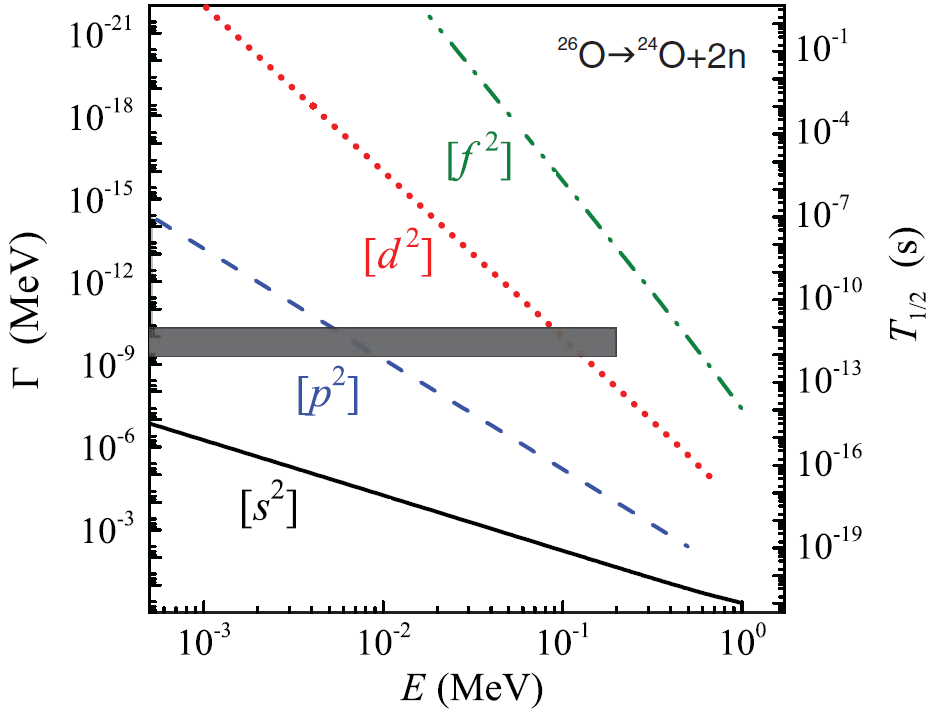 ²⁶O→²⁴O+2n
10⁻²¹
10⁻¹⁸
10⁻¹⁵
10⁻¹²
10⁻⁹
10⁻⁶
10⁻³
Γ (MeV)
10⁻¹
10⁻⁴
10⁻⁷
10⁻¹⁰
10⁻¹³
10⁻¹⁶
10⁻¹⁹
T₁/₂ (s)
[f²]
[d²]
[p²]
[s²]
10⁻³ 10⁻² 10⁻¹ 10⁰
E (MeV)